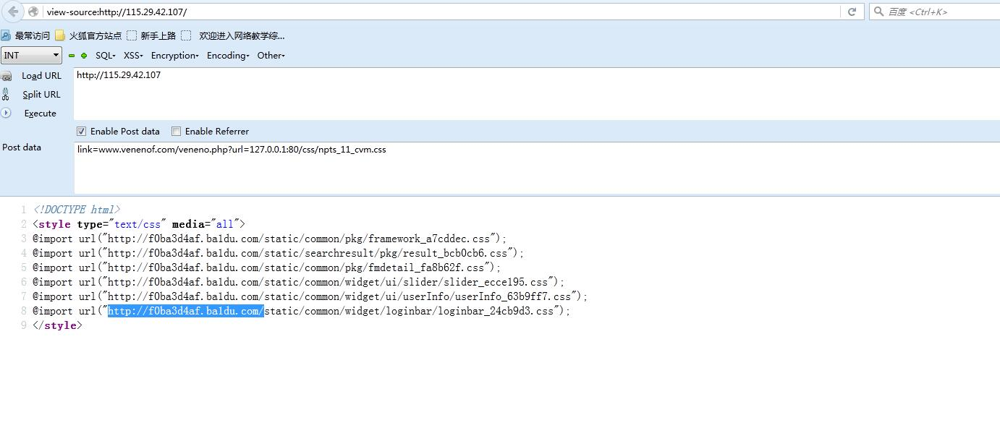 view-source:http://115.29.42.107/
百度 <Ctrl+K>
最常访问 火狐官方站点 新手上路 欢迎进入网络教学综...
INT SQL XSS Encryption Encoding Other
Load URL http://115.29.42.107
Split URL
Execute
Enable Post data Enable Referrer
Post data link=www.venenof.com/veneno.php?url=127.0.0.1:80/css/npts_11_cvm.css
1 <!DOCTYPE html>
2 <style type="text/css" media="all">
3 @import url("http://f0ba3d4af.baldu.com/static/common/pkg/framework_a7cddec.css");
4 @import url("http://f0ba3d4af.baldu.com/static/searchresult/pkg/result_bcb0cb6.css");
5 @import url("http://f0ba3d4af.baldu.com/static/common/pkg/fmdetail_fa8b62f.css");
6 @import url("http://f0ba3d4af.baldu.com/static/common/widget/ui/slider/slider_ecce195.css");
7 @import url("http://f0ba3d4af.baldu.com/static/common/widget/ui/userInfo/userInfo_63b9ff7.css");
8 @import url("http://f0ba3d4af.baldu.com/static/common/widget/loginbar/loginbar_24cb9d3.css");
9 </style>